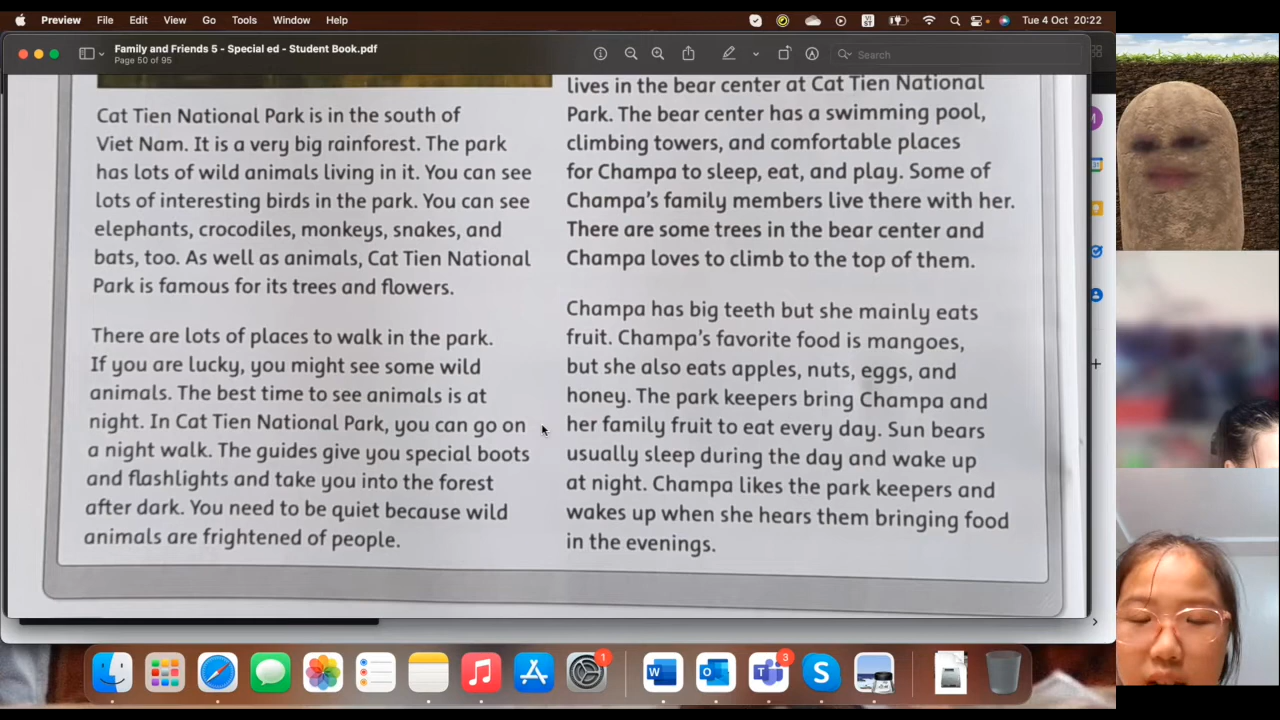 Preview File Edit View Go Tools Window Help
VI
ST
Tue 4 Oct 20:22
Family and Friends 5 - Special ed - Student Book.pdf
Page 50 of 95
Search
Cat Tien National Park is in the south of
Viet Nam. It is a very big rainforest. The park
has lots of wild animals living in it. You can see
lots of interesting birds in the park. You can see
elephants, crocodiles, monkeys, snakes, and
bats, too. As well as animals, Cat Tien National
Park is famous for its trees and flowers.
There are lots of places to walk in the park.
If you are lucky, you might see some wild
animals. The best time to see animals is at
night. In Cat Tien National Park, you can go on
a night walk. The guides give you special boots
and flashlights and take you into the forest
after dark. You need to be quiet because wild
animals are frightened of people.
lives in the bear center at Cat Tien National
Park. The bear center has a swimming pool,
climbing towers, and comfortable places
for Champa to sleep, eat, and play. Some of
Champa's family members live there with her.
There are some trees in the bear center and
Champa loves to climb to the top of them.
Champa has big teeth but she mainly eats
fruit. Champa's favorite food is mangoes,
but she also eats apples, nuts, eggs, and
honey. The park keepers bring Champa and
her family fruit to eat every day. Sun bears
usually sleep during the day and wake up
at night. Champa likes the park keepers and
wakes up when she hears them bringing food
in the evenings.
1
3